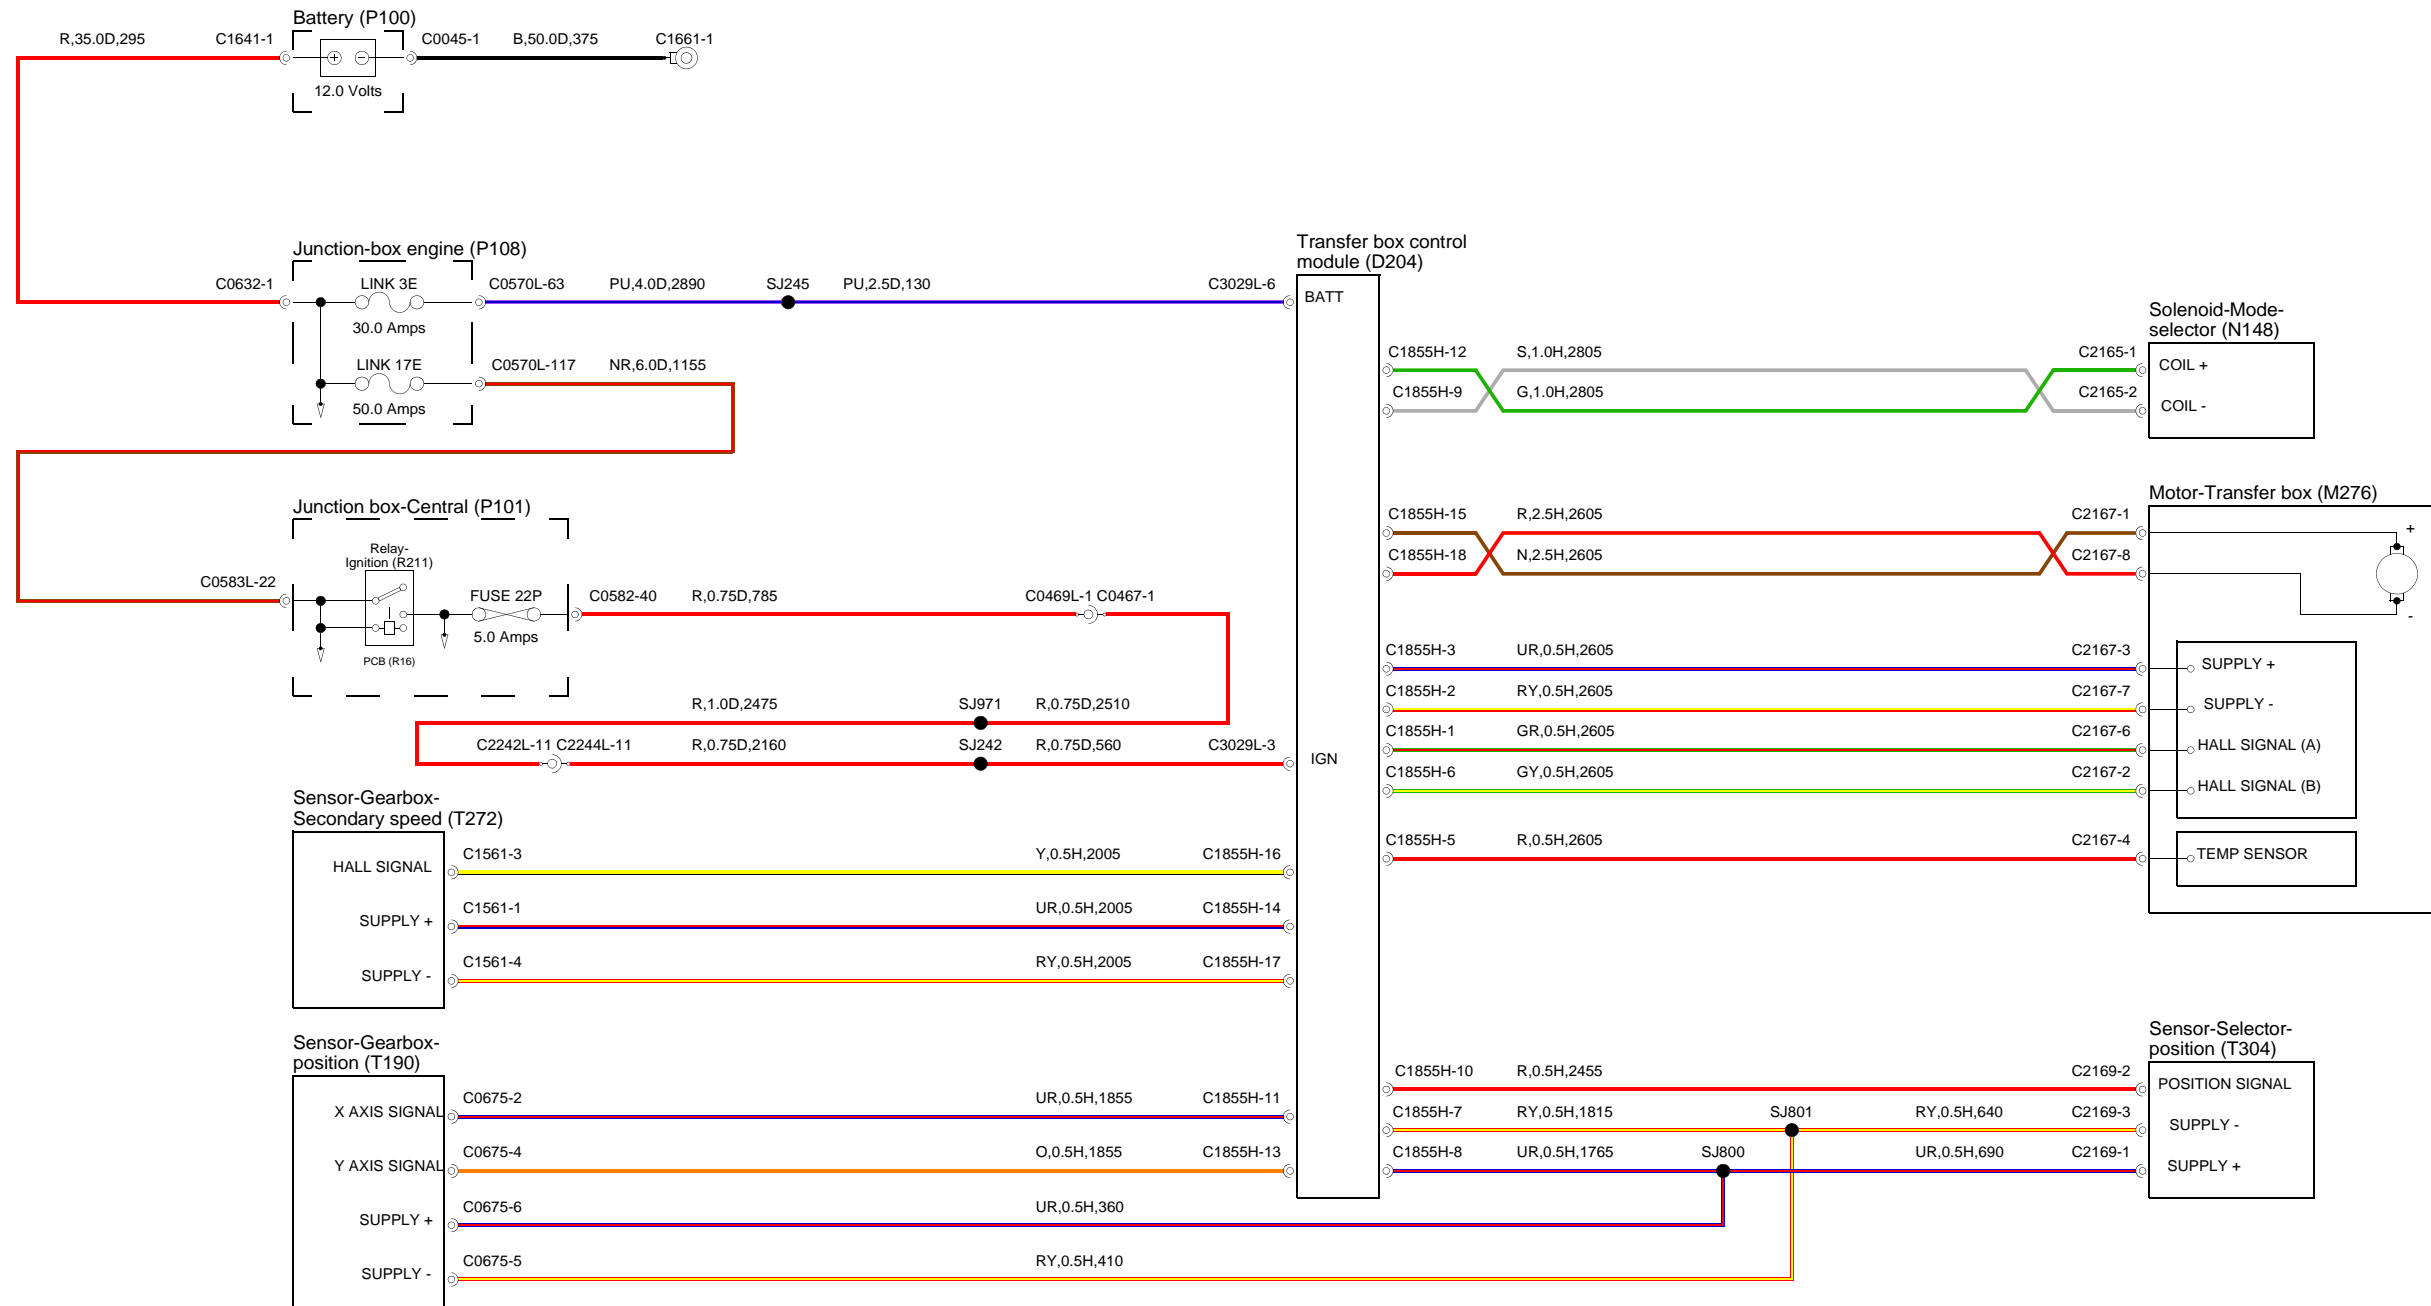 Battery (P100)
R,35.0D,295
C1641-1
C0045-1
B,50.0D,375
C1661-1
12.0 Volts
Junction-box engine (P108)
C0632-1
LINK 3E
30.0 Amps
C0570L-63
PU,4.0D,2890
SJ245
PU,2.5D,130
C3029L-6
LINK 17E
50.0 Amps
C0570L-117
NR,6.0D,1155
Junction box-Central (P101)
Relay-
Ignition (R211)
C0583L-22
FUSE 22P
5.0 Amps
PCB (R16)
C0582-40
R,0.75D,785
C0469L-1 C0467-1
R,1.0D,2475
SJ971
R,0.75D,2510
C2242L-11 C2244L-11
R,0.75D,2160
SJ242
R,0.75D,560
C3029L-3
Transfer box control
module (D204)
BATT
IGN
Sensor-Gearbox-
Secondary speed (T272)
HALL SIGNAL
C1561-3
Y,0.5H,2005
C1855H-16
SUPPLY +
C1561-1
UR,0.5H,2005
C1855H-14
SUPPLY -
C1561-4
RY,0.5H,2005
C1855H-17
Sensor-Gearbox-
position (T190)
X AXIS SIGNAL
C0675-2
UR,0.5H,1855
C1855H-11
Y AXIS SIGNAL
C0675-4
O,0.5H,1855
C1855H-13
SUPPLY +
C0675-6
UR,0.5H,360
SUPPLY -
C0675-5
RY,0.5H,410
Solenoid-Mode-
selector (N148)
C1855H-12
S,1.0H,2805
C2165-1
COIL +
C1855H-9
G,1.0H,2805
C2165-2
COIL -
Motor-Transfer box (M276)
C1855H-15
R,2.5H,2605
C2167-1
+
C1855H-18
N,2.5H,2605
C2167-8
-
C1855H-3
UR,0.5H,2605
C2167-3
SUPPLY +
C1855H-2
RY,0.5H,2605
C2167-7
SUPPLY -
C1855H-1
GR,0.5H,2605
C2167-6
HALL SIGNAL (A)
C1855H-6
GY,0.5H,2605
C2167-2
HALL SIGNAL (B)
C1855H-5
R,0.5H,2605
C2167-4
TEMP SENSOR
Sensor-Selector-
position (T304)
C1855H-10
R,0.5H,2455
C2169-2
POSITION SIGNAL
C1855H-7
RY,0.5H,1815
SJ801
RY,0.5H,640
C2169-3
SUPPLY -
C1855H-8
UR,0.5H,1765
SJ800
UR,0.5H,690
C2169-1
SUPPLY +